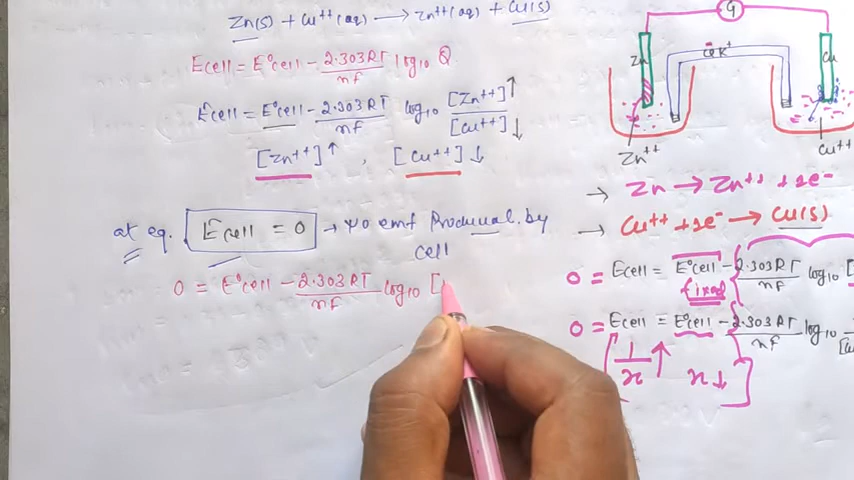 Zn(s) + Cu++(aq) → Zn++(aq) + Cu(s)
Ecell = E°cell - 2.303RT/nF log10 Q
Ecell = E°cell - 2.303RT/nF log10 [Zn++]↑/[Cu++]↓
[Zn++]↑ , [Cu++]↓
at eq. Ecell = 0 → no emf Produced by
cell
0 = E°cell - 2.303RT/nF log10 [
G
Zn
Cu
Zn++
Cu++
→ Zn → Zn++ + 2e-
→ Cu++ + 2e- → Cu(s)
0 = Ecell = E°cell - 2.303RT/nF log10 [
fixed
0 = Ecell = E°cell - 2.303RT/nF log10
[1/x ↑ x↓]